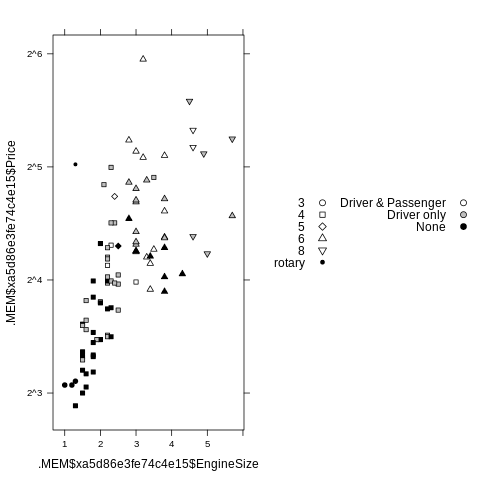 2^6
2^5
2^4
2^3
.MEM$xa5d86e3fe74c4e15$Price
1 2 3 4 5
.MEM$xa5d86e3fe74c4e15$EngineSize
3 Driver & Passenger
4 Driver only
5 None
6
8
rotary